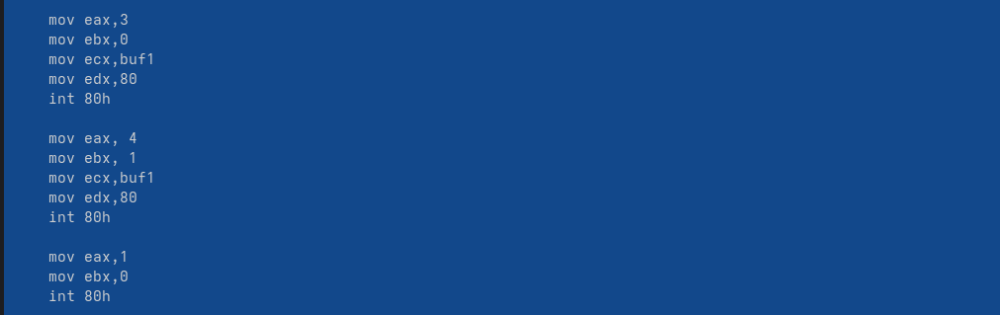 mov eax,3
mov ebx,0
mov ecx,buf1
mov edx,80
int 80h
mov eax, 4
mov ebx, 1
mov ecx,buf1
mov edx,80
int 80h
mov eax,1
mov ebx,0
int 80h